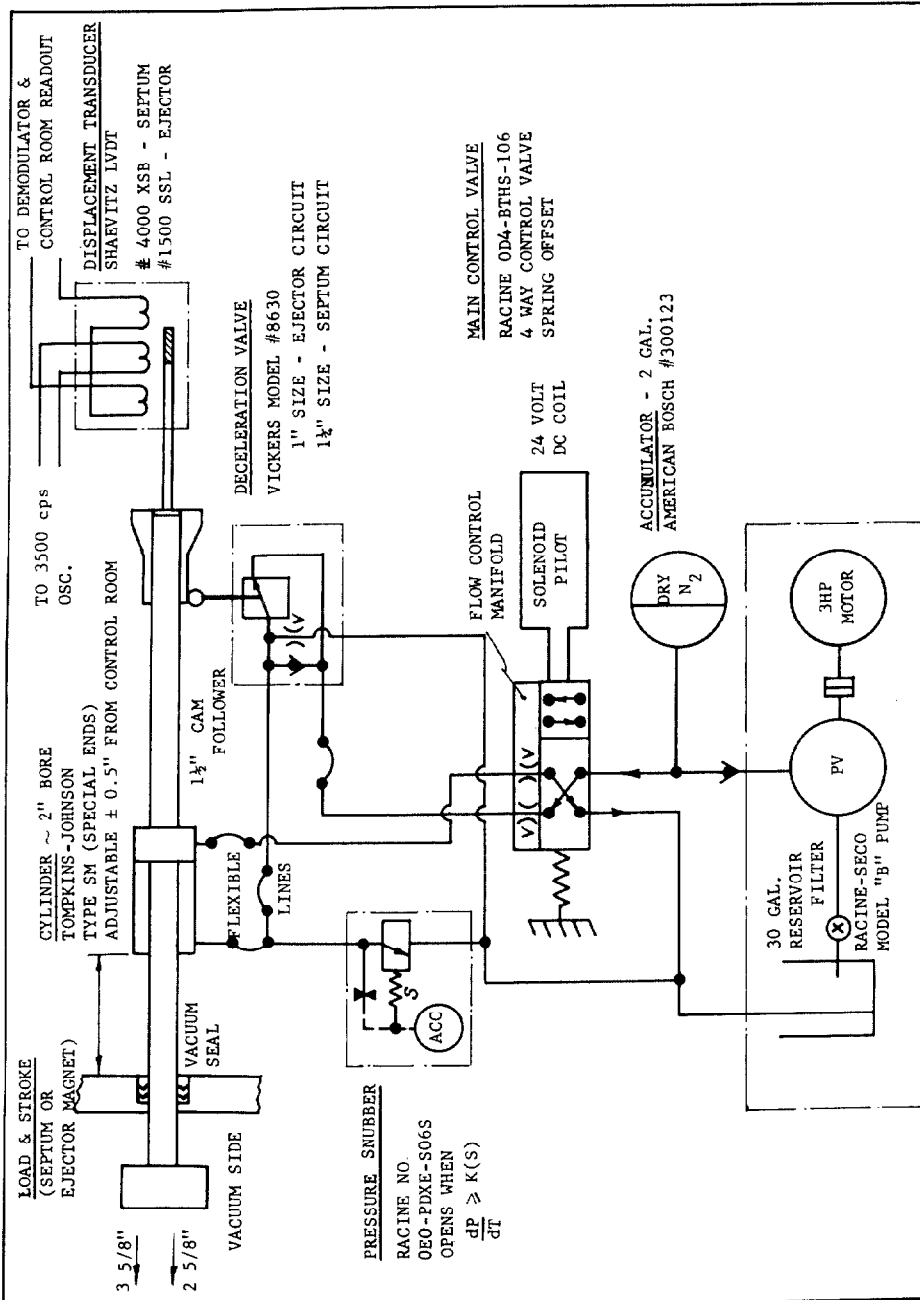 3 5/8"
2 5/8"
LOAD & STROKE
(SEPTUM OR
EJECTOR MAGNET)
VACUUM SIDE
VACUUM
SEAL
CYLINDER ~ 2" BORE
TOMPKINS-JOHNSON
TYPE SM (SPECIAL ENDS)
ADJUSTABLE ± 0.5" FROM CONTROL ROOM
1½" CAM
FOLLOWER
TO 3500 cps
OSC.
TO DEMODULATOR &
CONTROL ROOM READOUT
DISPLACEMENT TRANSDUCER
SHAEVITZ LVDT
# 4000 XSB - SEPTUM
#1500 SSL - EJECTOR
FLEXIBLE
LINES
DECELERATION VALVE
VICKERS MODEL #8630
1" SIZE - EJECTOR CIRCUIT
1½" SIZE - SEPTUM CIRCUIT
V
PRESSURE SNUBBER
RACINE NO.
OEO-PDXE-S06S
OPENS WHEN
dP/dT ⩾ K(S)
S
ACC
FLOW CONTROL
MANIFOLD
V V
SOLENOID
PILOT
24 VOLT
DC COIL
MAIN CONTROL VALVE
RACINE OD4-BTHS-106
4 WAY CONTROL VALVE
SPRING OFFSET
DRY
N2
ACCUMULATOR - 2 GAL.
AMERICAN BOSCH #300123
30 GAL.
RESERVOIR
FILTER
RACINE-SECO
MODEL "B" PUMP
X
PV
3HP
MOTOR